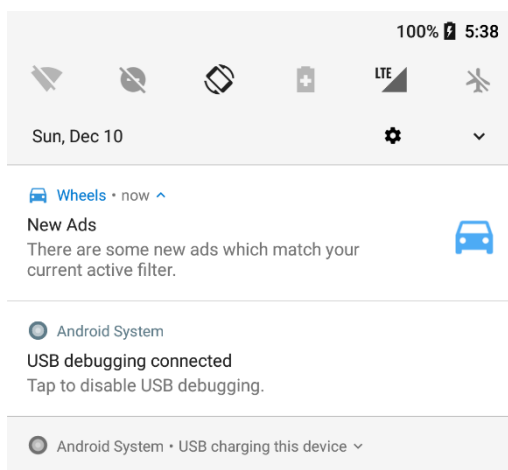 100% 5:38
LTE
Sun, Dec 10
Wheels • now
New Ads
There are some new ads which match your
current active filter.
Android System
USB debugging connected
Tap to disable USB debugging.
Android System • USB charging this device